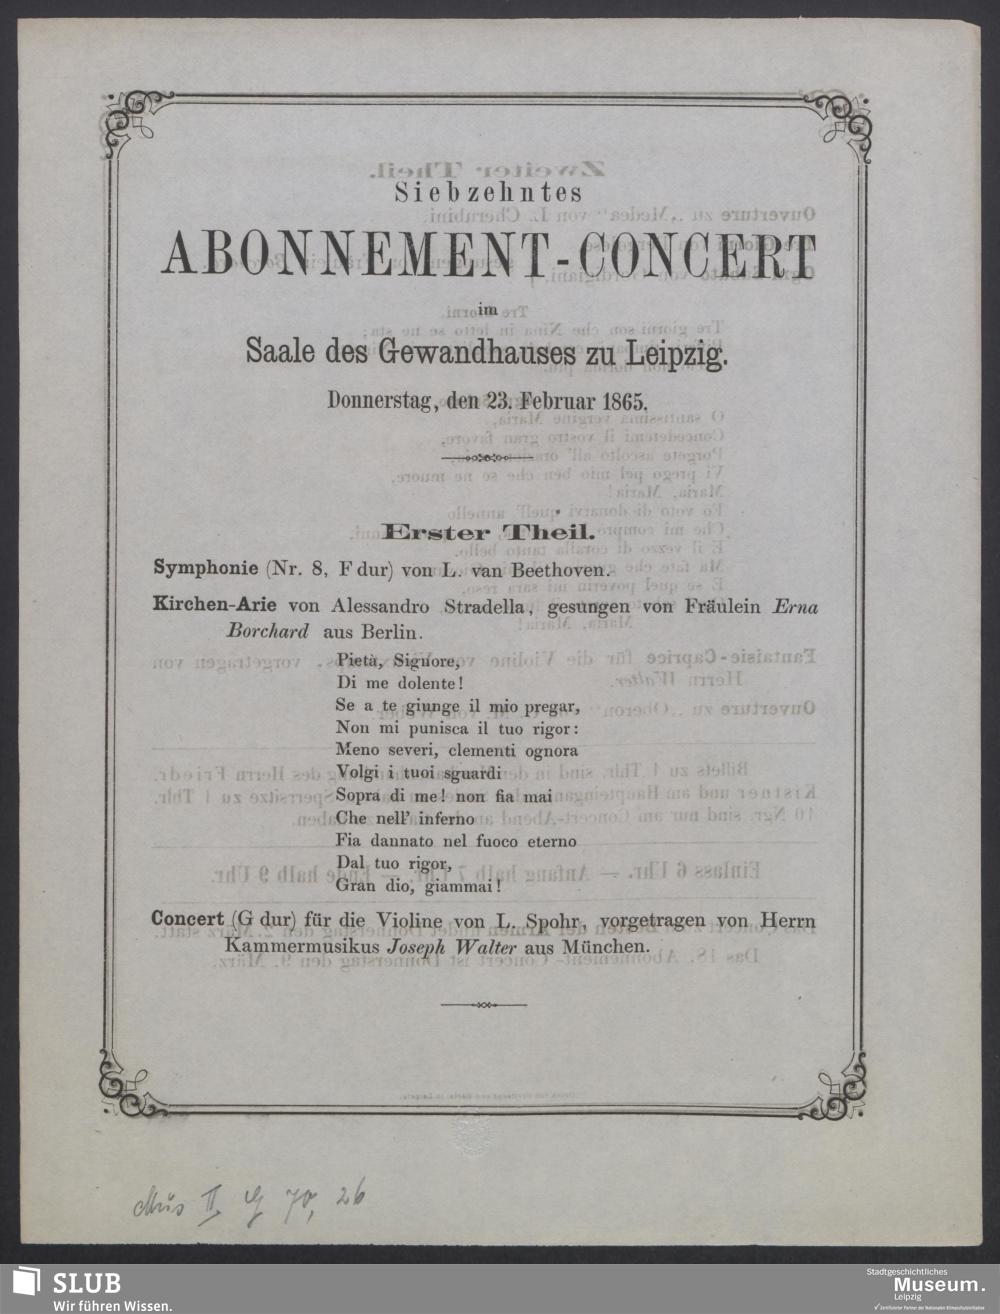 Siebzehntes
ABONNEMENT-CONCERT
im
Saale des Gewandhauses zu Leipzig.
Donnerstag, den 23. Februar 1865.
Erster Theil.
Symphonie (Nr. 8, F dur) von L. van Beethoven.
Kirchen-Arie von Alessandro Stradella, gesungen von Fräulein Erna
Borchard aus Berlin.
Pietà, Signore,
Di me dolente!
Se a te giunge il mio pregar,
Non mi punisca il tuo rigor:
Meno severi, clementi ognora
Volgi i tuoi sguardi
Sopra di me! non fia mai
Che nell' inferno
Fia dannato nel fuoco eterno
Dal tuo rigor,
Gran dio, giammai!
Concert (G dur) für die Violine von L. Spohr, vorgetragen von Herrn
Kammermusikus Joseph Walter aus München.
Mus II 70, 26
SLUB
Wir führen Wissen.
Stadtgeschichtliches
Museum.
Leipzig
Zertifizierter Partner der Nationalen Klimaschutzinitiative